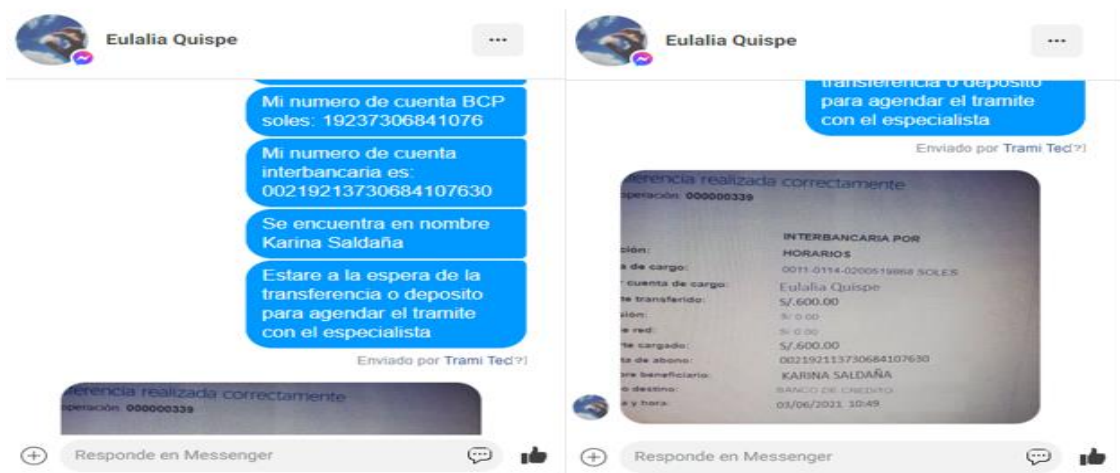 Eulalia Quispe
Mi numero de cuenta BCP
soles: 19237306841076
Mi numero de cuenta
interbancaria es:
00219213730684107630
Se encuentra en nombre
Karina Saldaña
Estare a la espera de la
transferencia o deposito
para agendar el tramite
con el especialista
Enviado por Trami Tec[?]
erencia realizada correctamente
operación: 000000339
Responde en Messenger
Eulalia Quispe
transferencia o deposito
para agendar el tramite
con el especialista
Enviado por Trami Tec[?]
erencia realizada correctamente
operación: 000000339
INTERBANCARIA POR
ción: HORARIOS
a de cargo: 0011-0114-0200519868 SOLES
cuenta de cargo: Eulalia Quispe
te transferido: S/.600.00
sión: S/ 0.00
e red: S/ 0.00
te cargado: S/.600.00
ta de abono: 002192113730684107630
re beneficiario: KARINA SALDAÑA
o destino: BANCO DE CREDITO
a y hora: 03/06/2021 10:49
Responde en Messenger